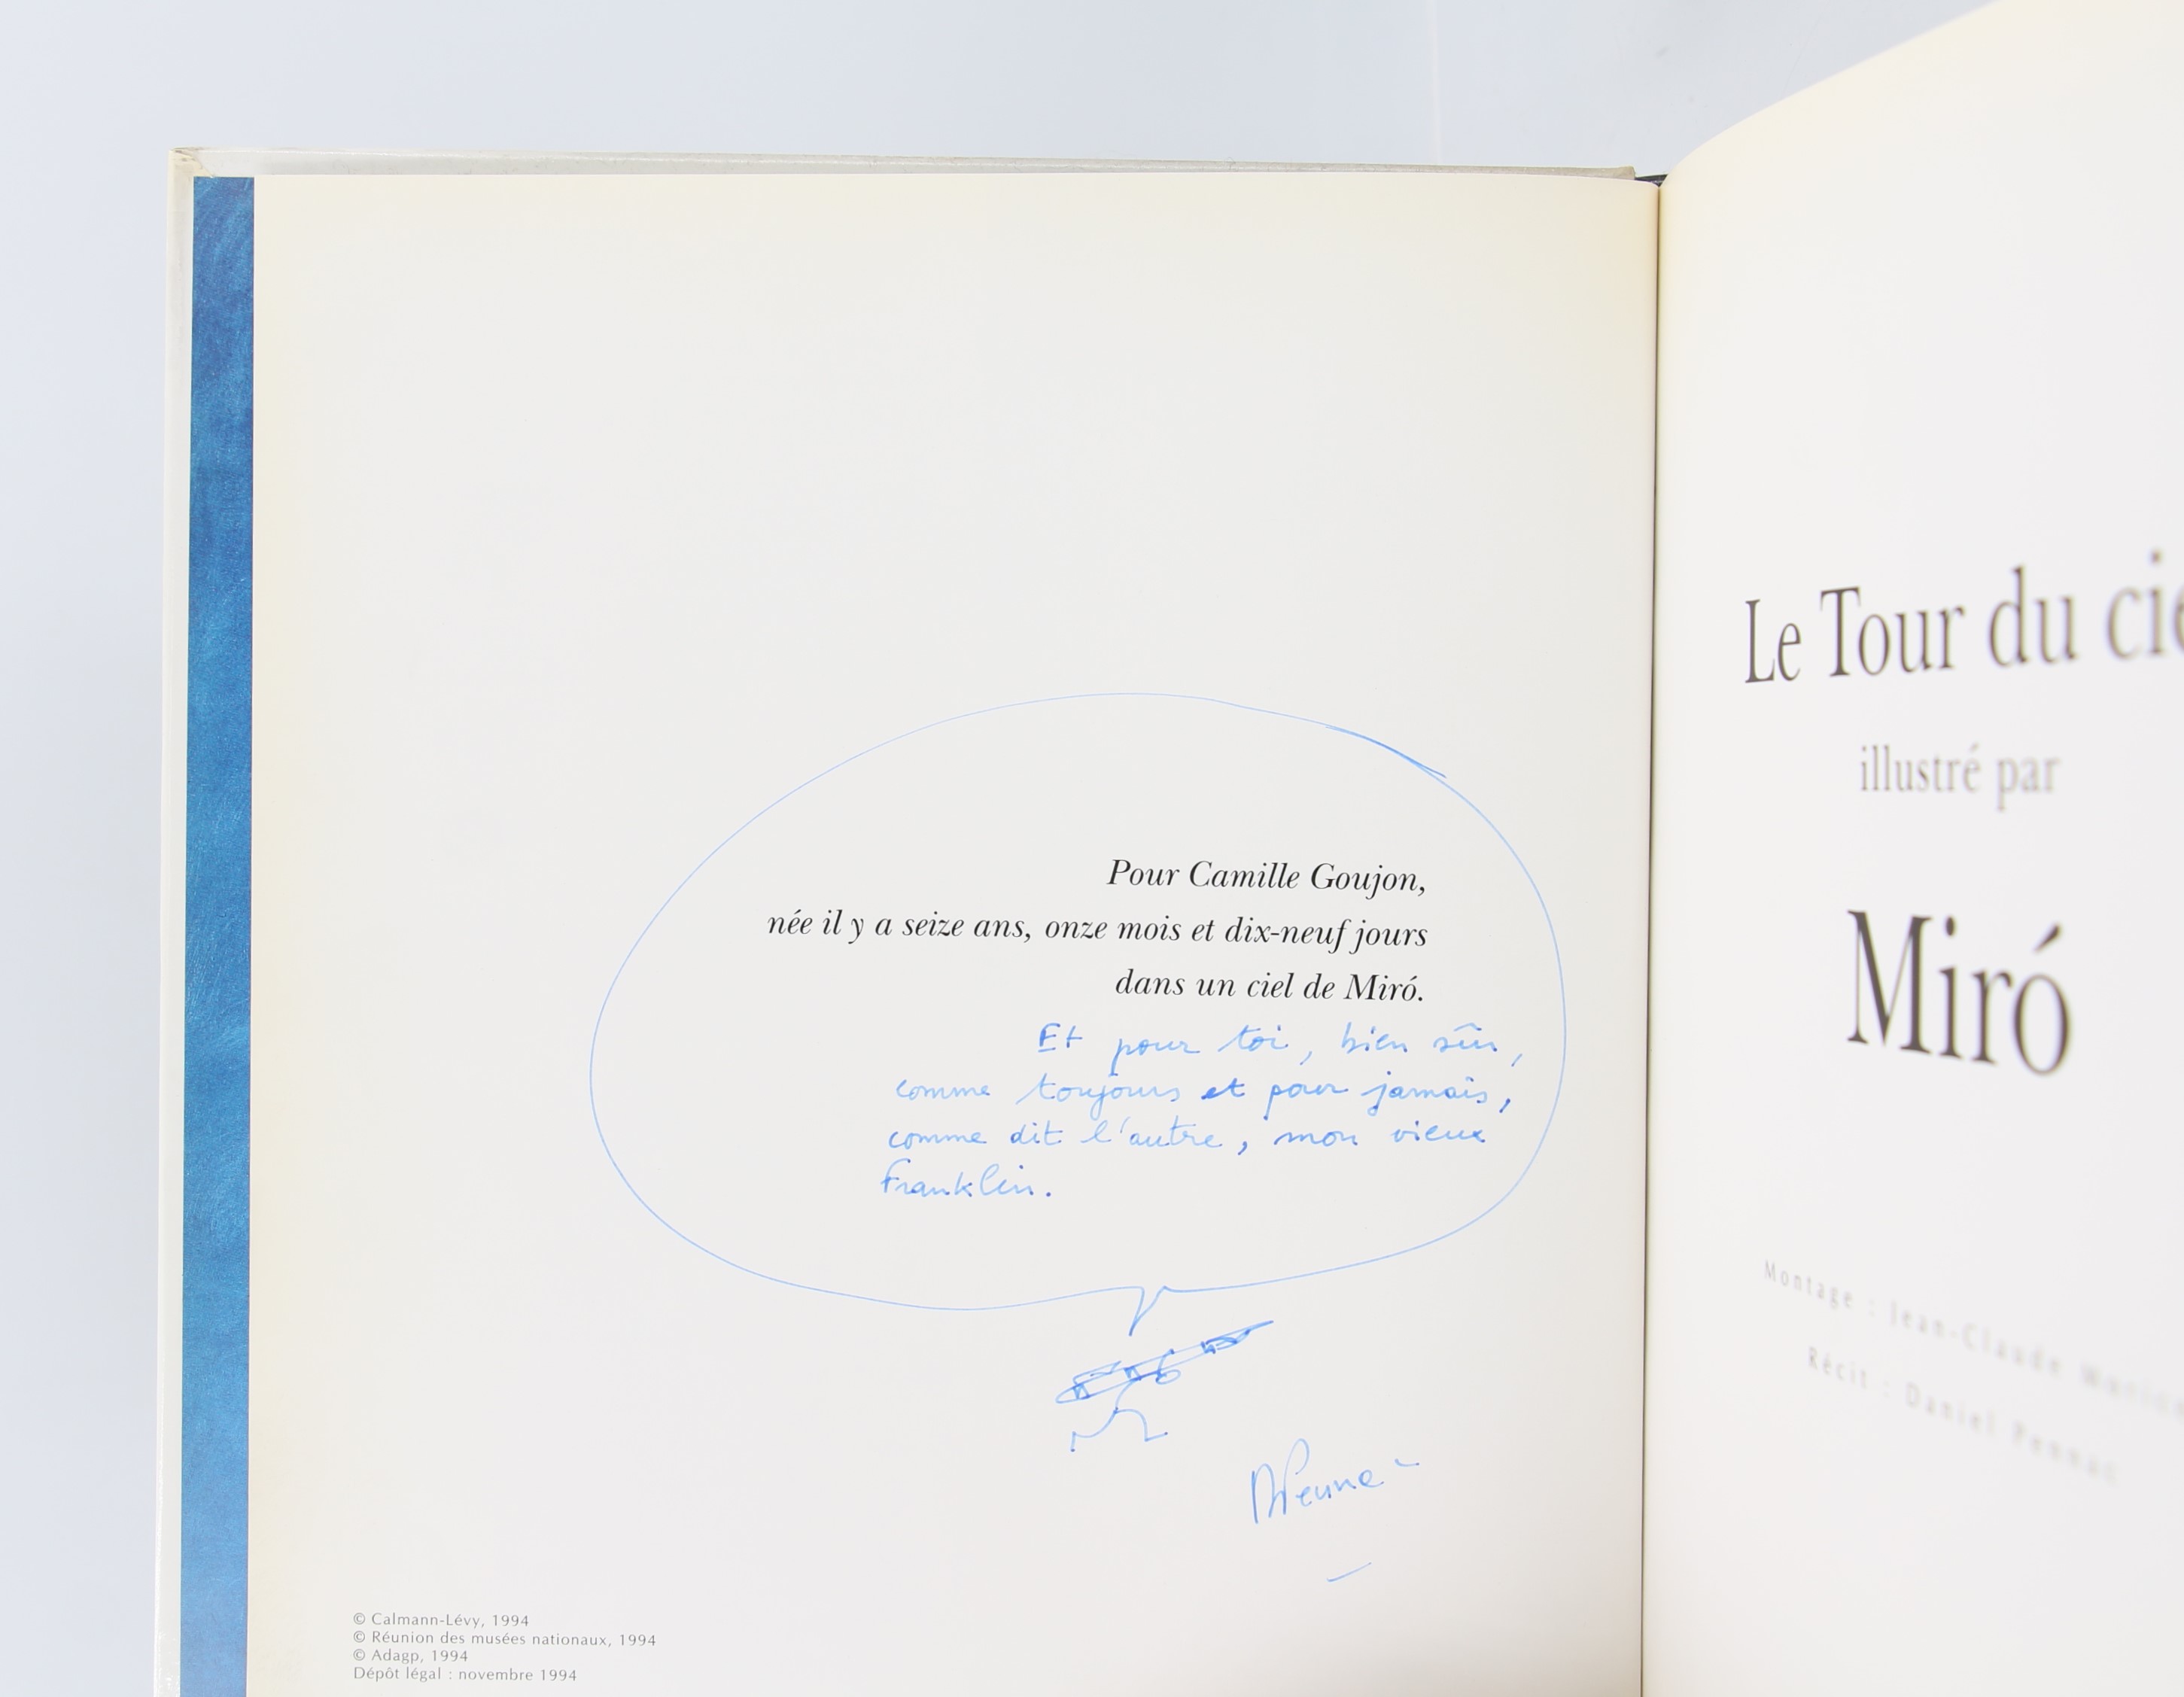 Pour Camille Goujon,
née il y a seize ans, onze mois et dix-neuf jours
dans un ciel de Miró.
Et pour toi, bien sûr,
comme toujours et pour jamais,
comme dit l'autre, mon vieux
Franklin.
© Calmann-Lévy, 1994
© Réunion des musées nationaux, 1994
© Adagp, 1994
Dépôt légal : novembre 1994
Le Tour du cie
illustré par
Miró
Montage : Jean-Claude
Récit : Daniel Pennac